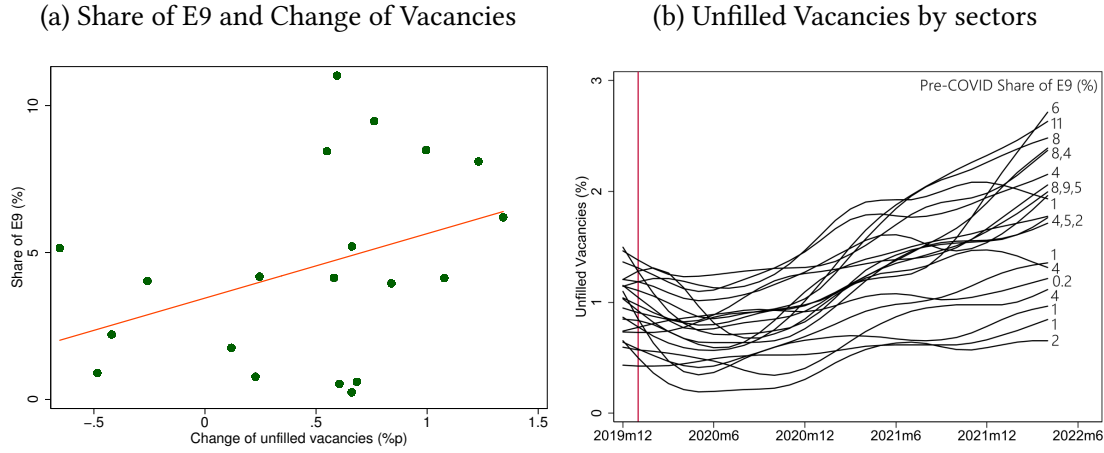 (a) Share of E9 and Change of Vacancies
10
5
0
Share of E9 (%)
-.5 0 .5 1 1.5
Change of unfilled vacancies (%p)
(b) Unfilled Vacancies by sectors
Pre-COVID Share of E9 (%)
3
2
1
0
Unfilled Vacancies (%)
6
11
8
8,4
4
8,9,5
1
4,5,2
1
4
0.2
4
1
1
2
2019m12 2020m6 2020m12 2021m6 2021m12 2022m6